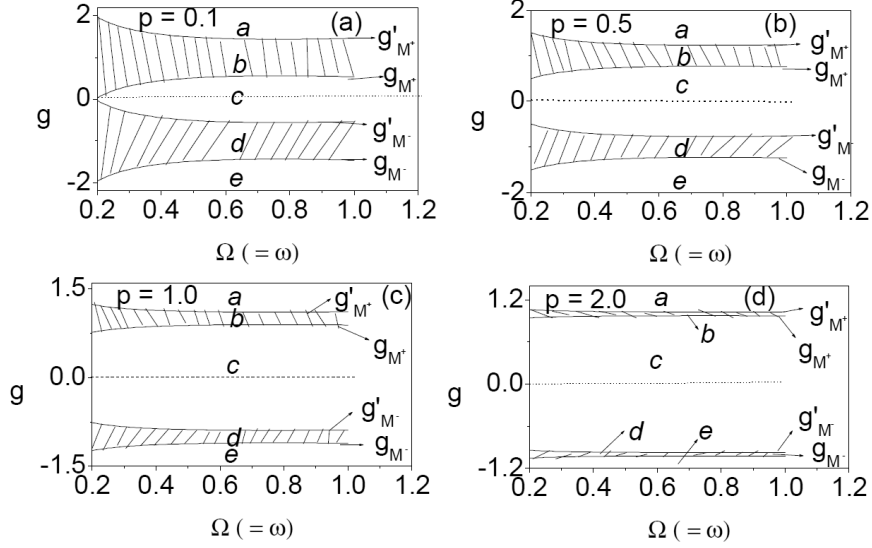 p = 0.1
(a)
a
b
c
d
e
g'M+
gM+
g'M-
gM-
g
2
0
-2
0.2 0.4 0.6 0.8 1.0 1.2
Ω ( = ω)
p = 0.5
(b)
a
b
c
d
e
g'M+
gM+
g'M-
gM-
g
2
0
-2
0.2 0.4 0.6 0.8 1.0 1.2
Ω ( = ω)
p = 1.0
(c)
a
b
c
d
e
g'M+
gM+
g'M-
gM-
g
1.5
0.0
-1.5
0.2 0.4 0.6 0.8 1.0 1.2
Ω ( = ω)
p = 2.0
(d)
a
b
c
d
e
g'M+
gM+
g'M-
gM-
g
1.2
0.0
-1.2
0.2 0.4 0.6 0.8 1.0 1.2
Ω ( = ω)